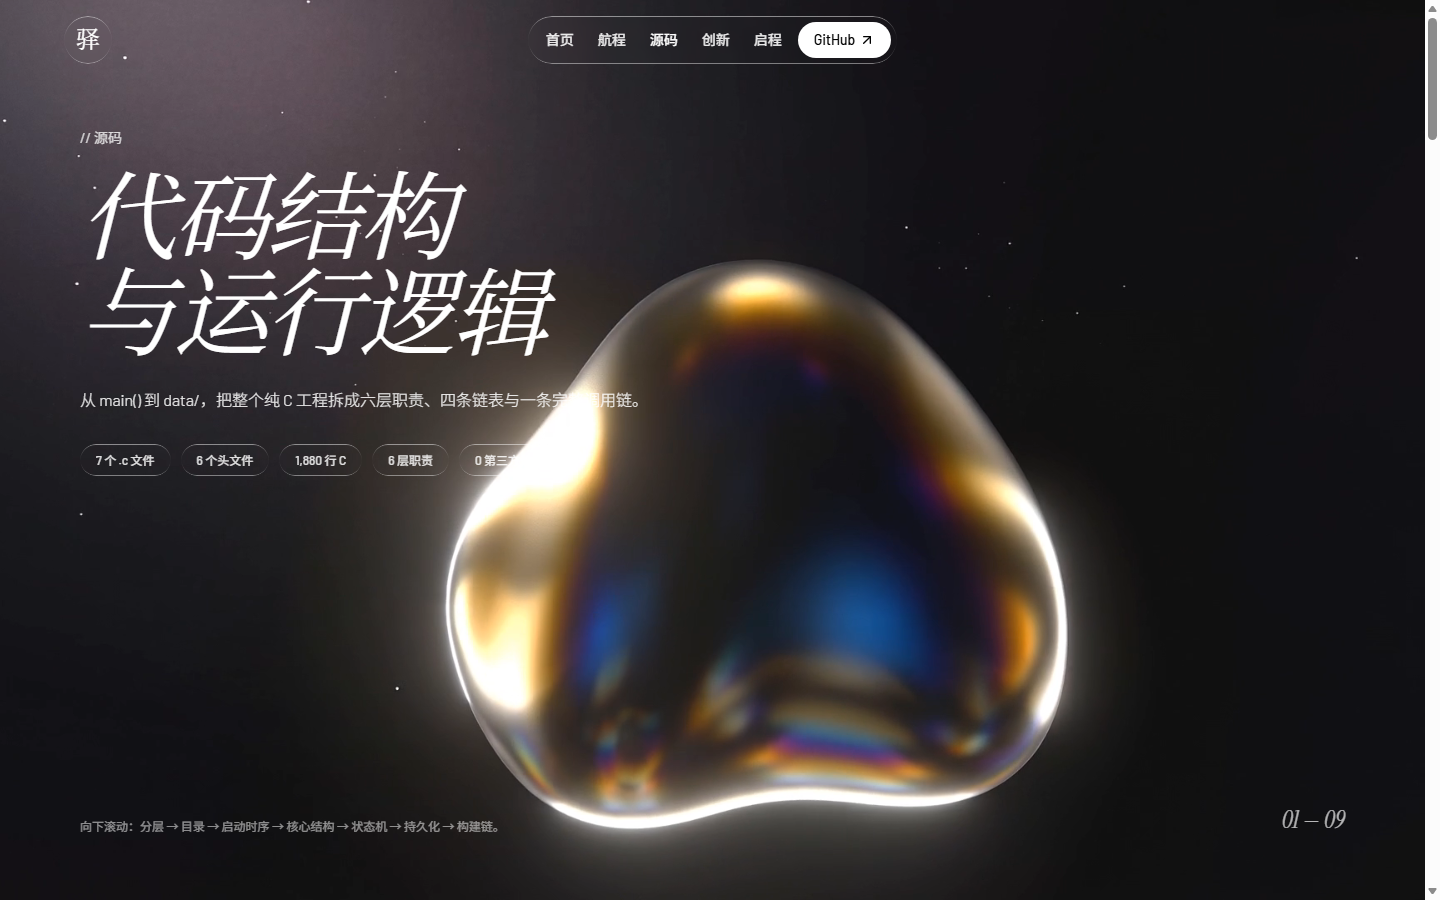 驿
首页 航程 源码 创新 启程 GitHub
// 源码
代码结构
与运行逻辑
从 main() 到 data/，把整个纯 C 工程拆成六层职责、四条链表与一条完 用链。
7 个 .c 文件 6 个头文件 1,880 行 C 6 层职责 0 第三
向下滚动：分层 → 目录 → 启动时序 → 核心结构 → 状态机 → 持久化 → 构建链。
01 — 09